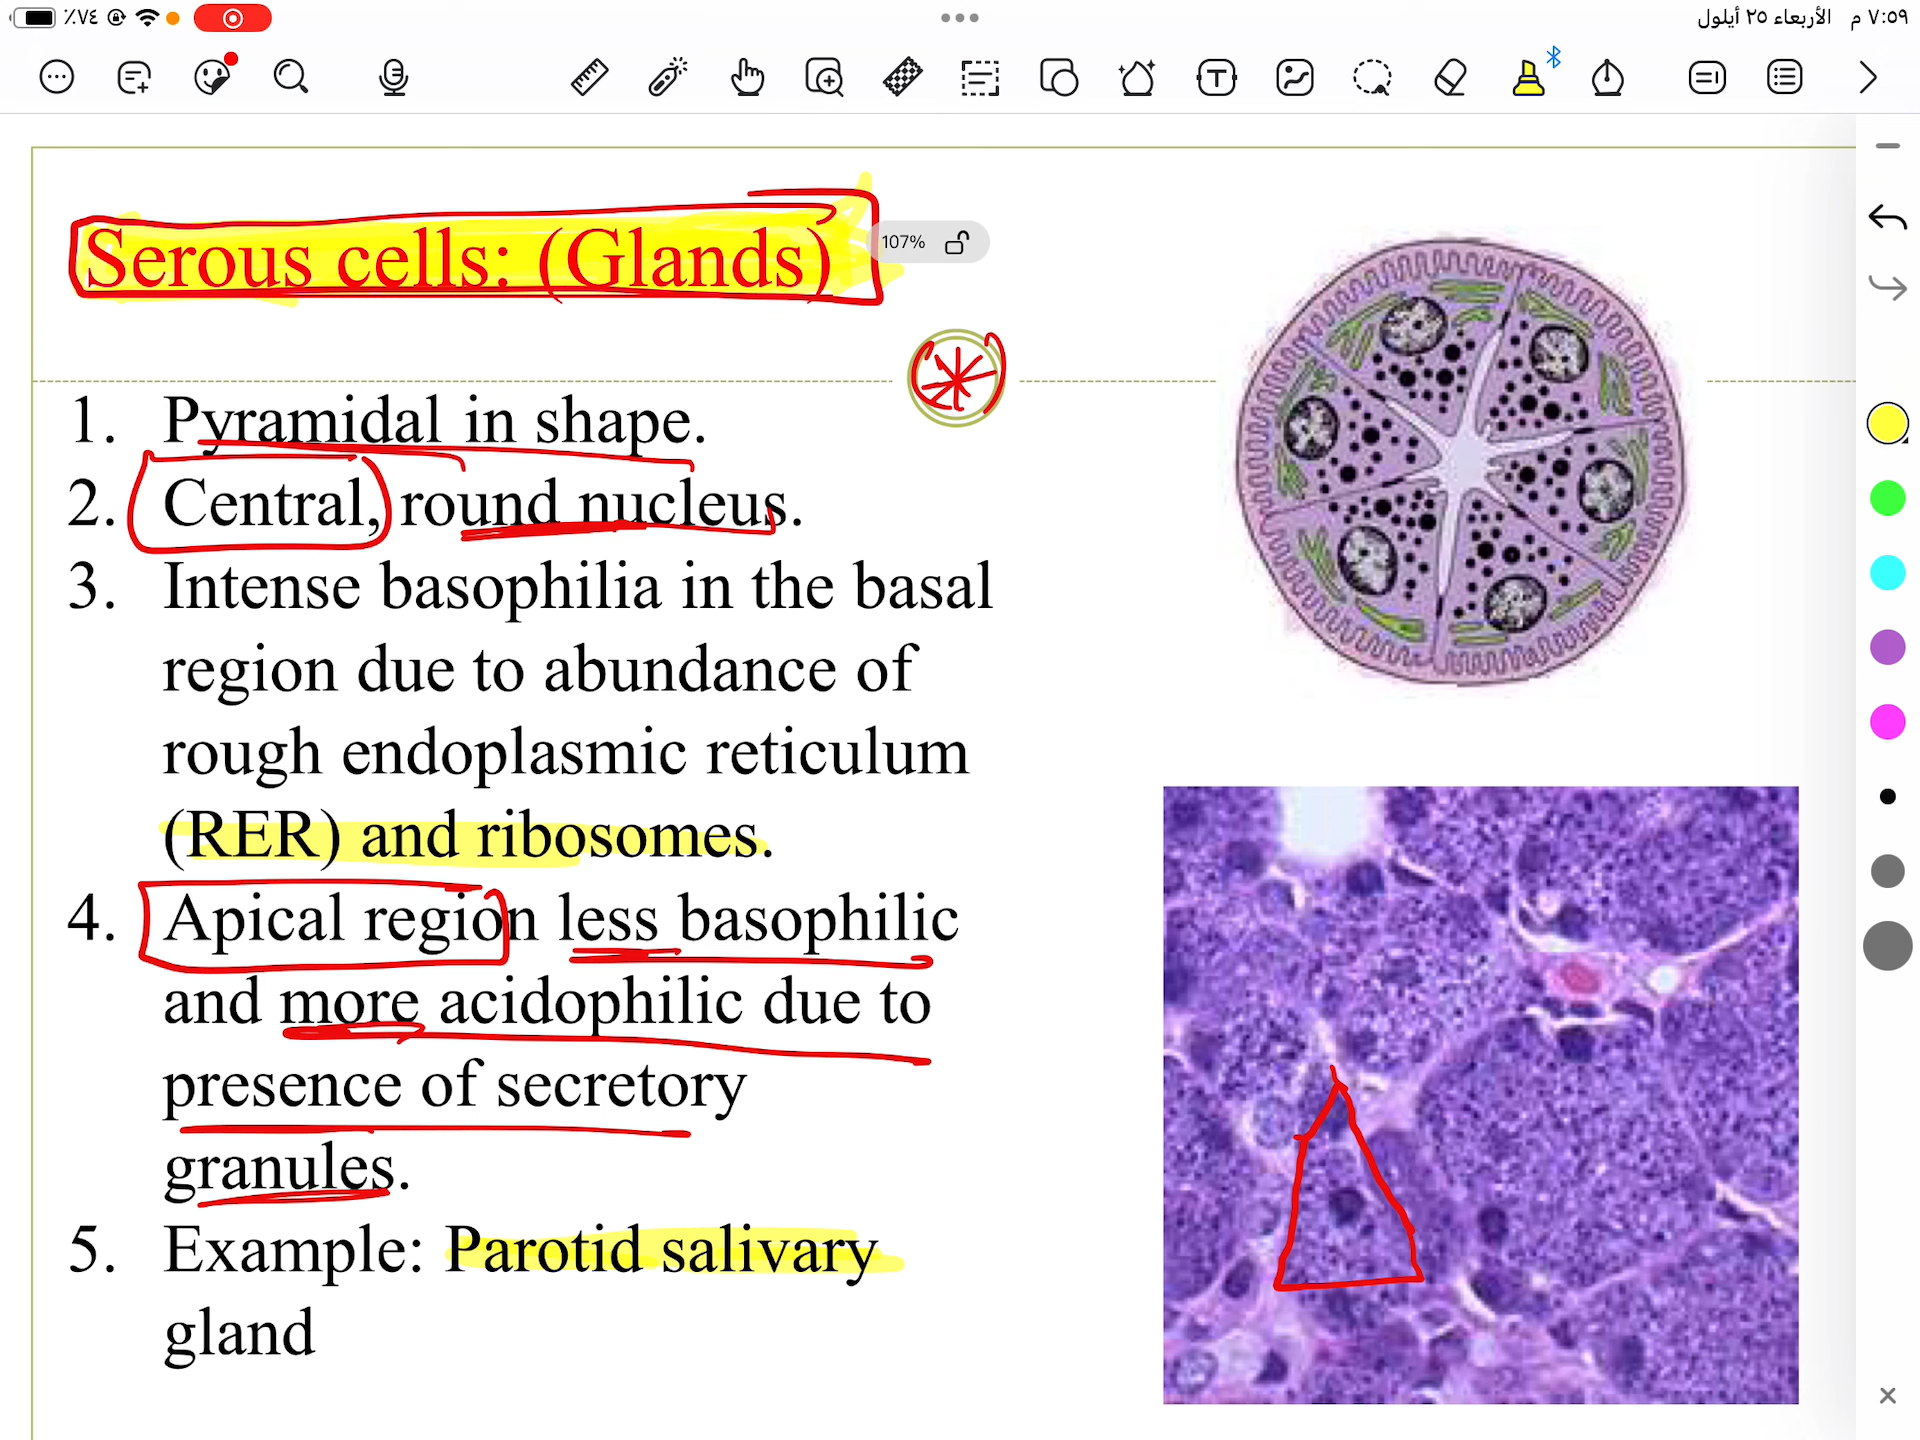 ٪٧٤
٧:٥٩ م الأربعاء ٢٥ أيلول
Serous cells: (Glands)
107%
1. Pyramidal in shape.
2. Central, round nucleus.
3. Intense basophilia in the basal
region due to abundance of
rough endoplasmic reticulum
(RER) and ribosomes.
4. Apical region less basophilic
and more acidophilic due to
presence of secretory
granules.
5. Example: Parotid salivary
gland